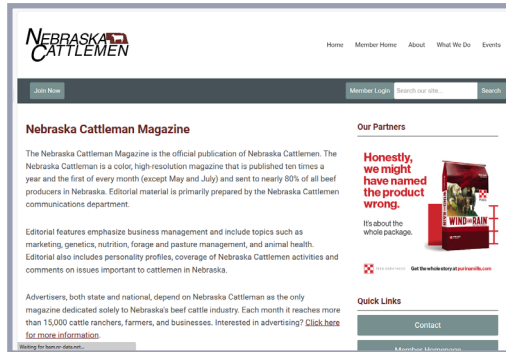 NEBRASKA
CATTLEMEN
Home Member Home About What We Do Events
Join Now
Member Login Search our site... Search
Nebraska Cattleman Magazine
The Nebraska Cattleman Magazine is the official publication of Nebraska Cattlemen. The
Nebraska Cattleman is a color, high-resolution magazine that is published ten times a
year and the first of every month (except May and July) and sent to nearly 80% of all beef
producers in Nebraska. Editorial material is primarily prepared by the Nebraska Cattlemen
communications department.
Editorial features emphasize business management and include topics such as
marketing, genetics, nutrition, forage and pasture management, and animal health.
Editorial also includes personality profiles, coverage of Nebraska Cattlemen activities and
comments on issues important to cattlemen in Nebraska.
Advertisers, both state and national, depend on Nebraska Cattleman as the only
magazine dedicated solely to Nebraska's beef cattle industry. Each month it reaches more
than 15,000 cattle ranchers, farmers, and businesses. Interested in advertising? Click here
for more information.
Waiting for bam.nr-data.net...
Our Partners
Honestly,
we might
have named
the product
wrong.
It's about the
whole package.
WIND AND RAIN
Get the whole story at purinamills.com
Quick Links
Contact
Member Homepage